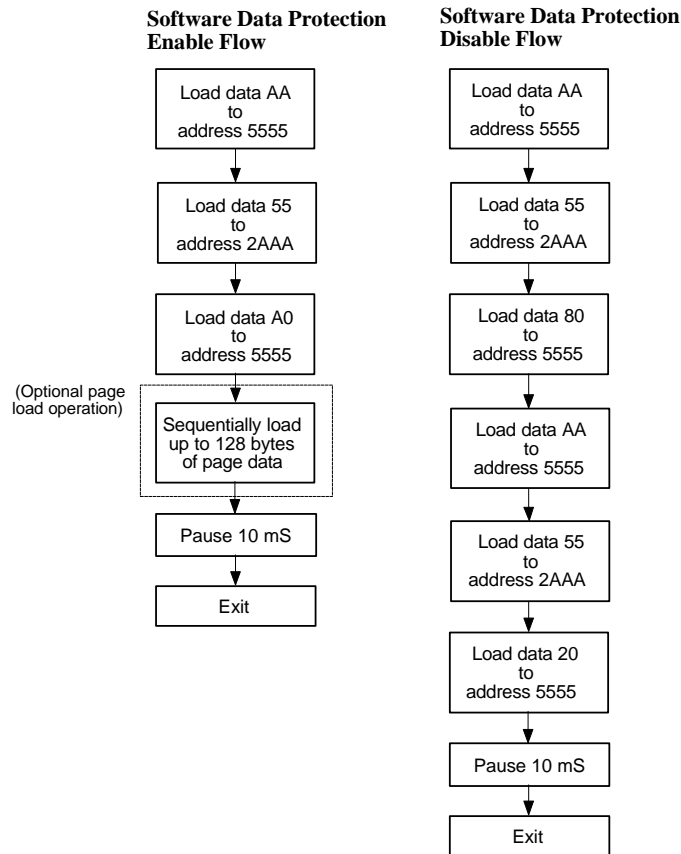 Software Data Protection
Enable Flow
Load data AA
to
address 5555
Load data 55
to
address 2AAA
Load data A0
to
address 5555
(Optional page
load operation)
Sequentially load
up to 128 bytes
of page data
Pause 10 mS
Exit
Software Data Protection
Disable Flow
Load data AA
to
address 5555
Load data 55
to
address 2AAA
Load data 80
to
address 5555
Load data AA
to
address 5555
Load data 55
to
address 2AAA
Load data 20
to
address 5555
Pause 10 mS
Exit